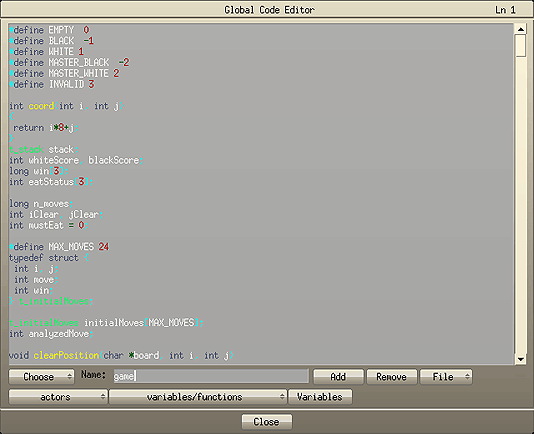 Global Code Editor Ln 1
#define EMPTY 0
#define BLACK -1
#define WHITE 1
#define MASTER_BLACK -2
#define MASTER_WHITE 2
#define INVALID 3
int coord(int i, int j)
{
return i*8+j;
}
stack;
int whiteScore, blackScore;
long win[3];
int eatStatus[3];
long n_moves;
int iClear, jClear;
int mustEat = 0;
#define MAX_MOVES 24
typedef struct {
int i, j;
int move;
int win;
initialMoves[MAX_MOVES];
int analyzedMove;
void clearPosition(char *board, int i, int j)
Choose Name: game Add Remove File
actors variables/functions Variables
Close